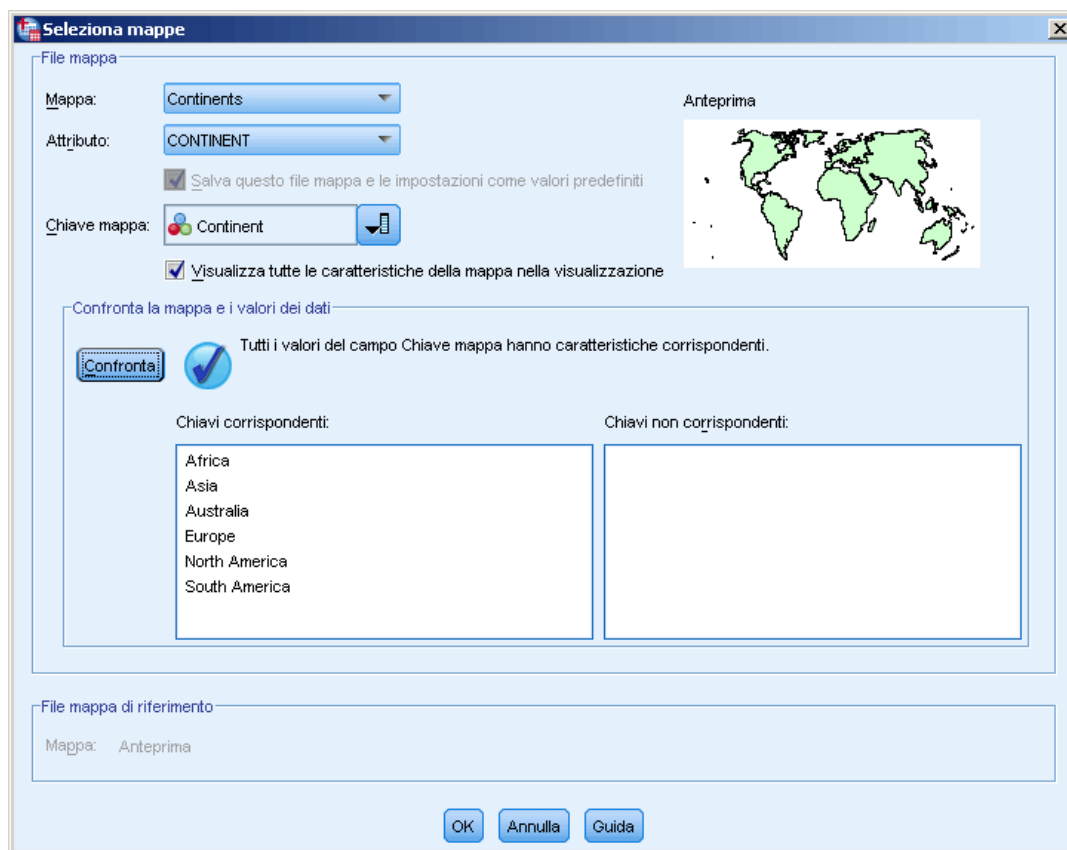 Seleziona mappe
File mappa
Mappa: Continents
Anteprima
Attributo: CONTINENT
Salva questo file mappa e le impostazioni come valori predefiniti
Chiave mappa: Continent
Visualizza tutte le caratteristiche della mappa nella visualizzazione
Confronta la mappa e i valori dei dati
Confronta
Tutti i valori del campo Chiave mappa hanno caratteristiche corrispondenti.
Chiavi corrispondenti:
Chiavi non corrispondenti:
Africa
Asia
Australia
Europe
North America
South America
File mappa di riferimento
Mappa: Anteprima
OK Annulla Guida